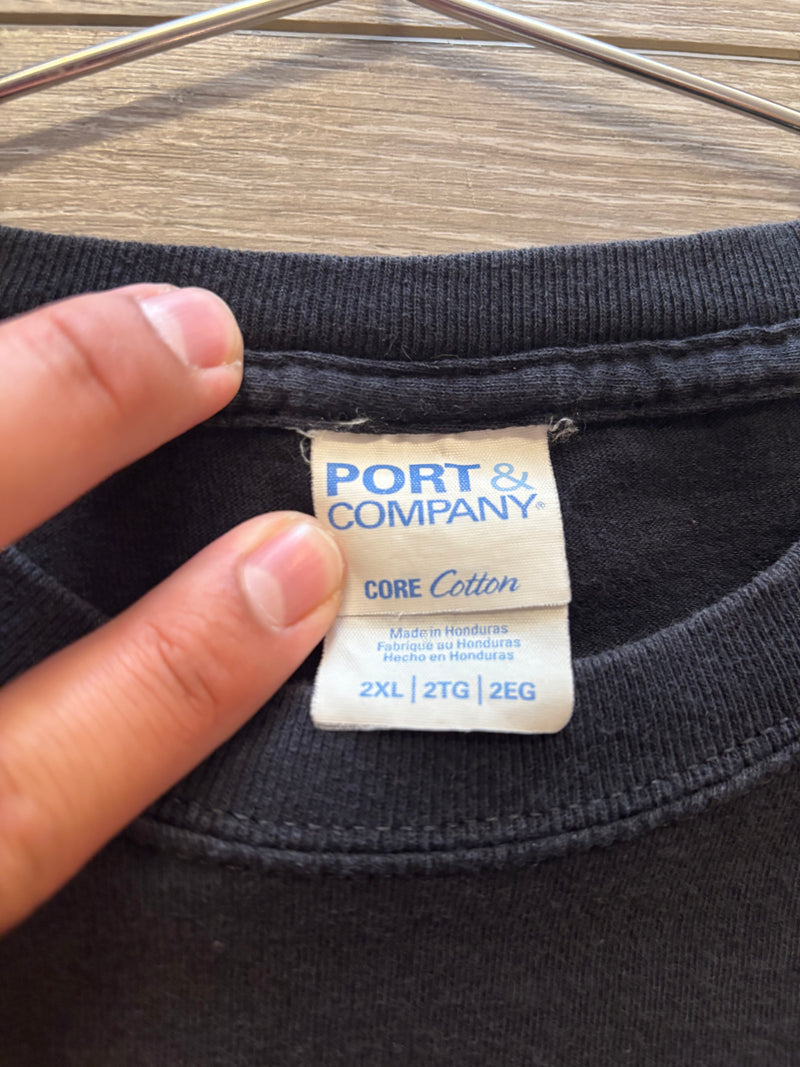 PORT &
COMPANY®
CORE Cotton
Made in Honduras
Fabriqué au Honduras
Hecho en Honduras
2XL | 2TG | 2EG